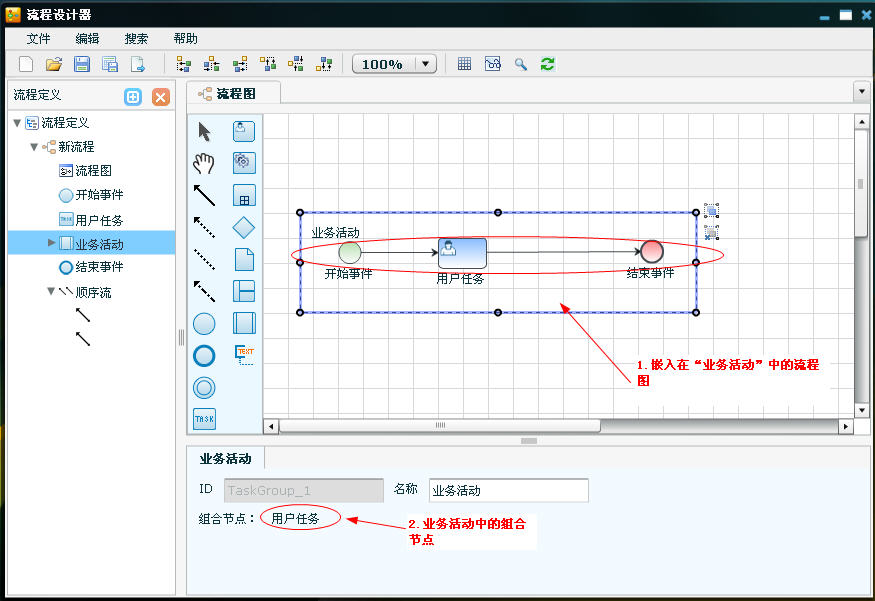 流程设计器
文件 编辑 搜索 帮助
100%
流程定义
流程图
流程定义
新流程
流程图
开始事件
TASK 用户任务
业务活动
结束事件
顺序流
TEXT
TASK
业务活动
开始事件
用户任务
结束事件
1.嵌入在“业务活动”中的流程
图
业务活动
ID TaskGroup_1 名称 业务活动
组合节点： 用户任务
2.业务活动中的组合
节点